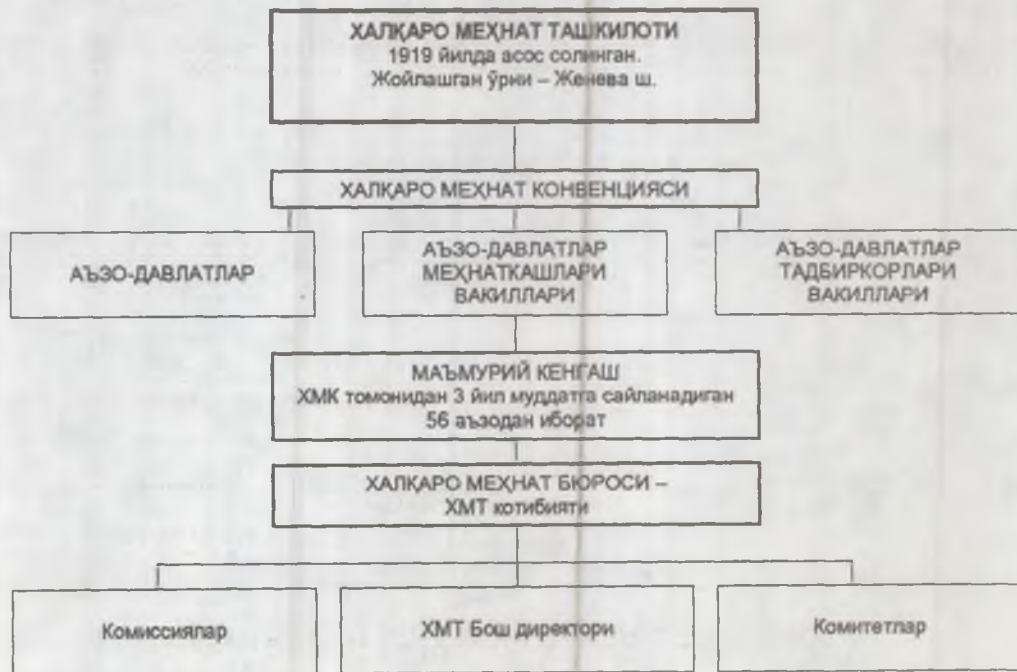 ХАЛҚАРО МЕҲНАТ ТАШКИЛОТИ
1919 йилда асос солинган.
Жойлашган ўрни – Женева ш.
ХАЛҚАРО МЕҲНАТ КОНВЕНЦИЯСИ
АЪЗО-ДАВЛАТЛАР
АЪЗО-ДАВЛАТЛАР
МЕҲНАТКАШЛАРИ
ВАКИЛЛАРИ
АЪЗО-ДАВЛАТЛАР
ТАДБИРКОРЛАРИ
ВАКИЛЛАРИ
МАЪМУРИЙ КЕНГАШ
ХМК томонидан 3 йил муддатга сайланадиган
56 аъзодан иборат
ХАЛҚАРО МЕҲНАТ БЮРОСИ –
ХМТ котибияти
Комиссиялар
ХМТ Бош директори
Комитетлар